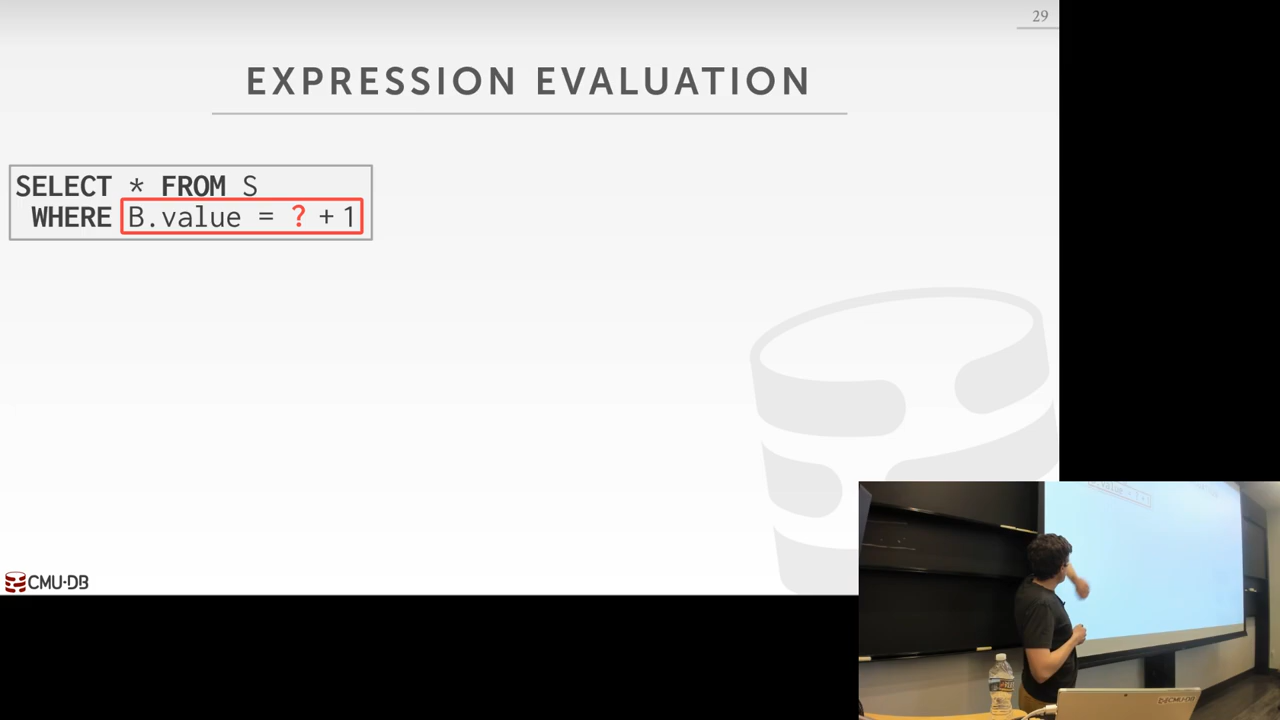 29
EXPRESSION EVALUATION
SELECT * FROM S
WHERE B.value = ? + 1
CMU·DB